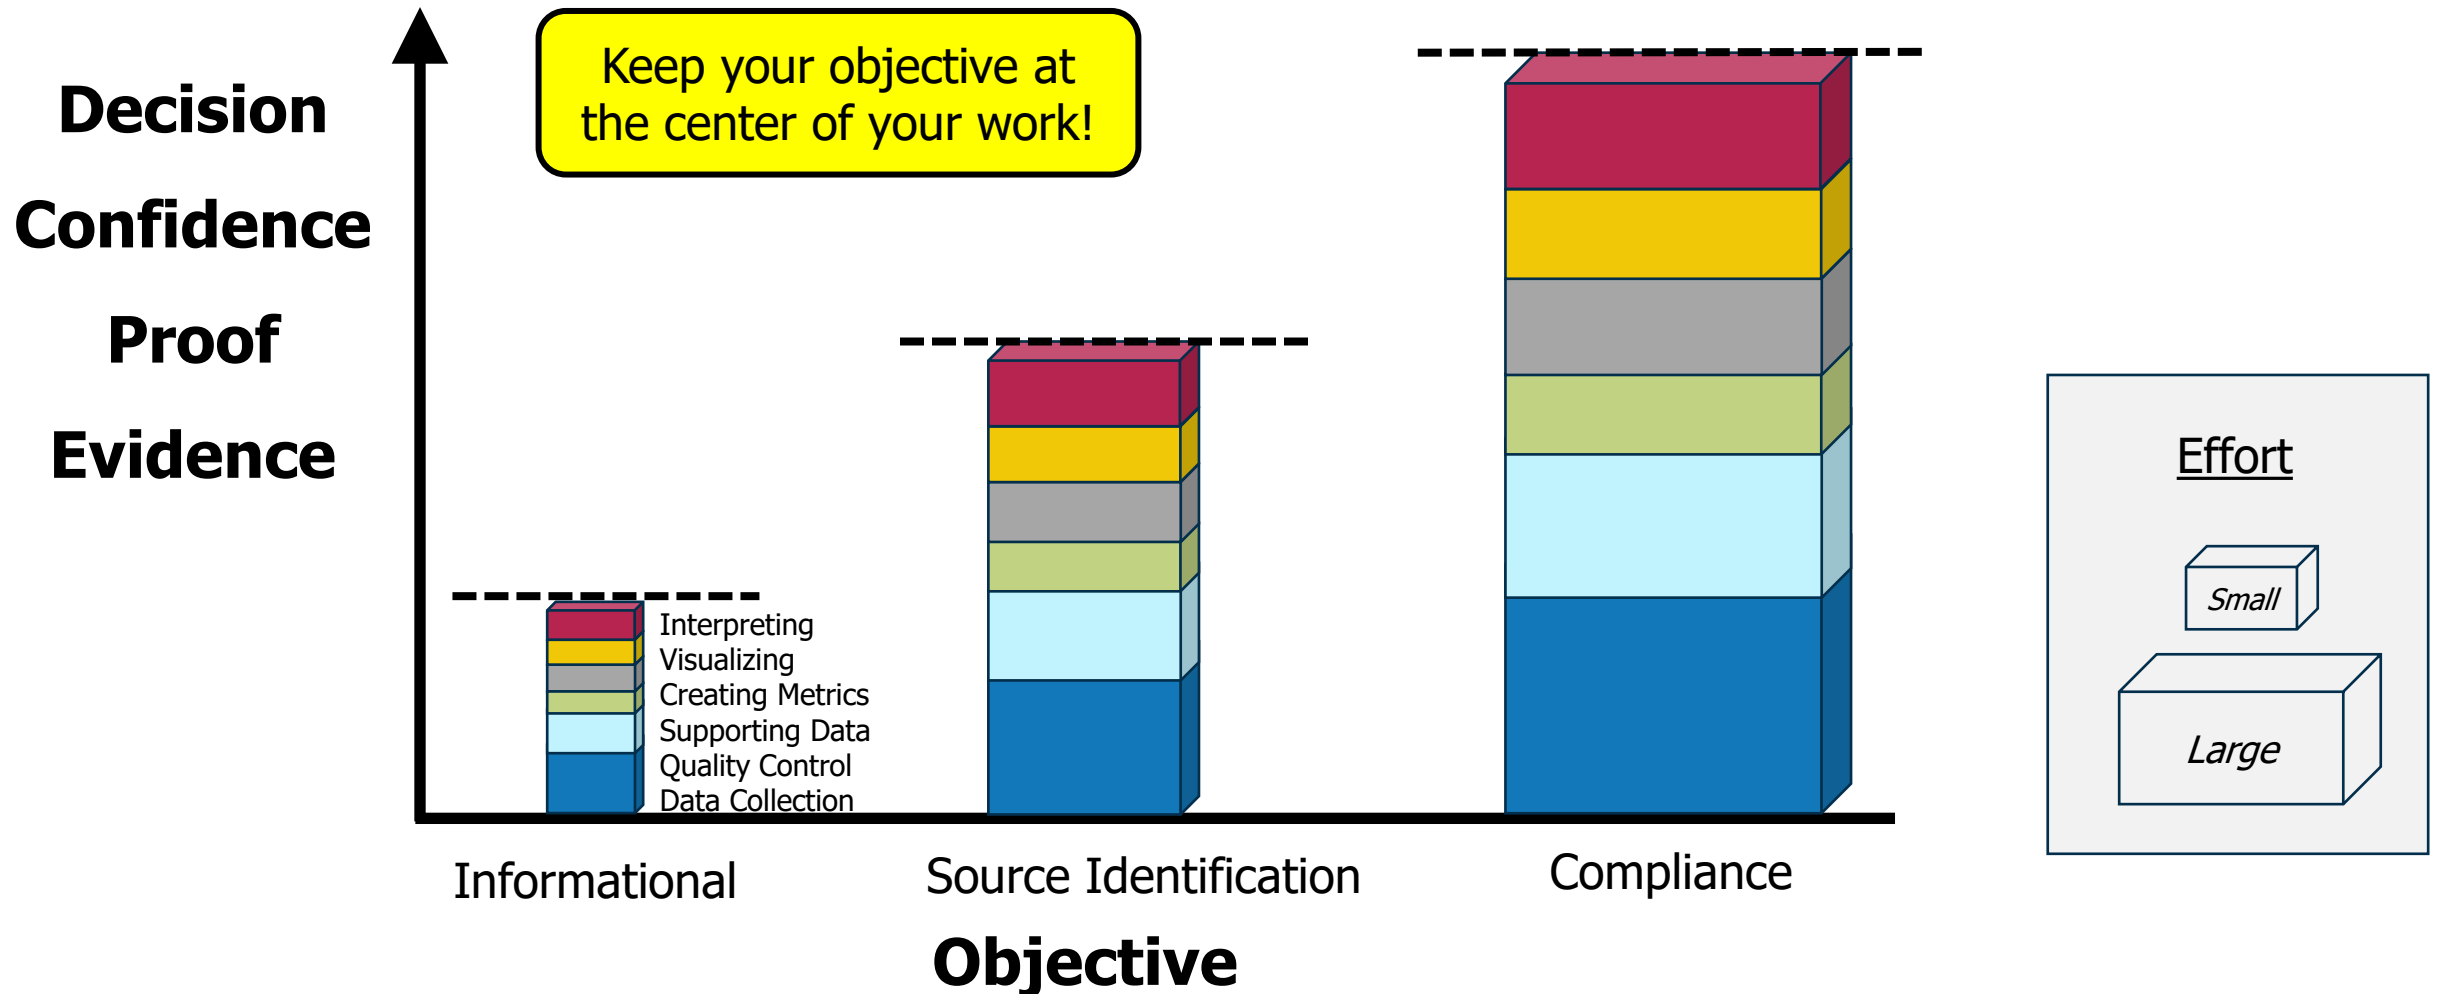 Keep your objective at
the center of your work!
Decision
Confidence
Proof
Evidence
Interpreting
Visualizing
Creating Metrics
Supporting Data
Quality Control
Data Collection
Effort
Small
Large
Informational
Source Identification
Compliance
Objective